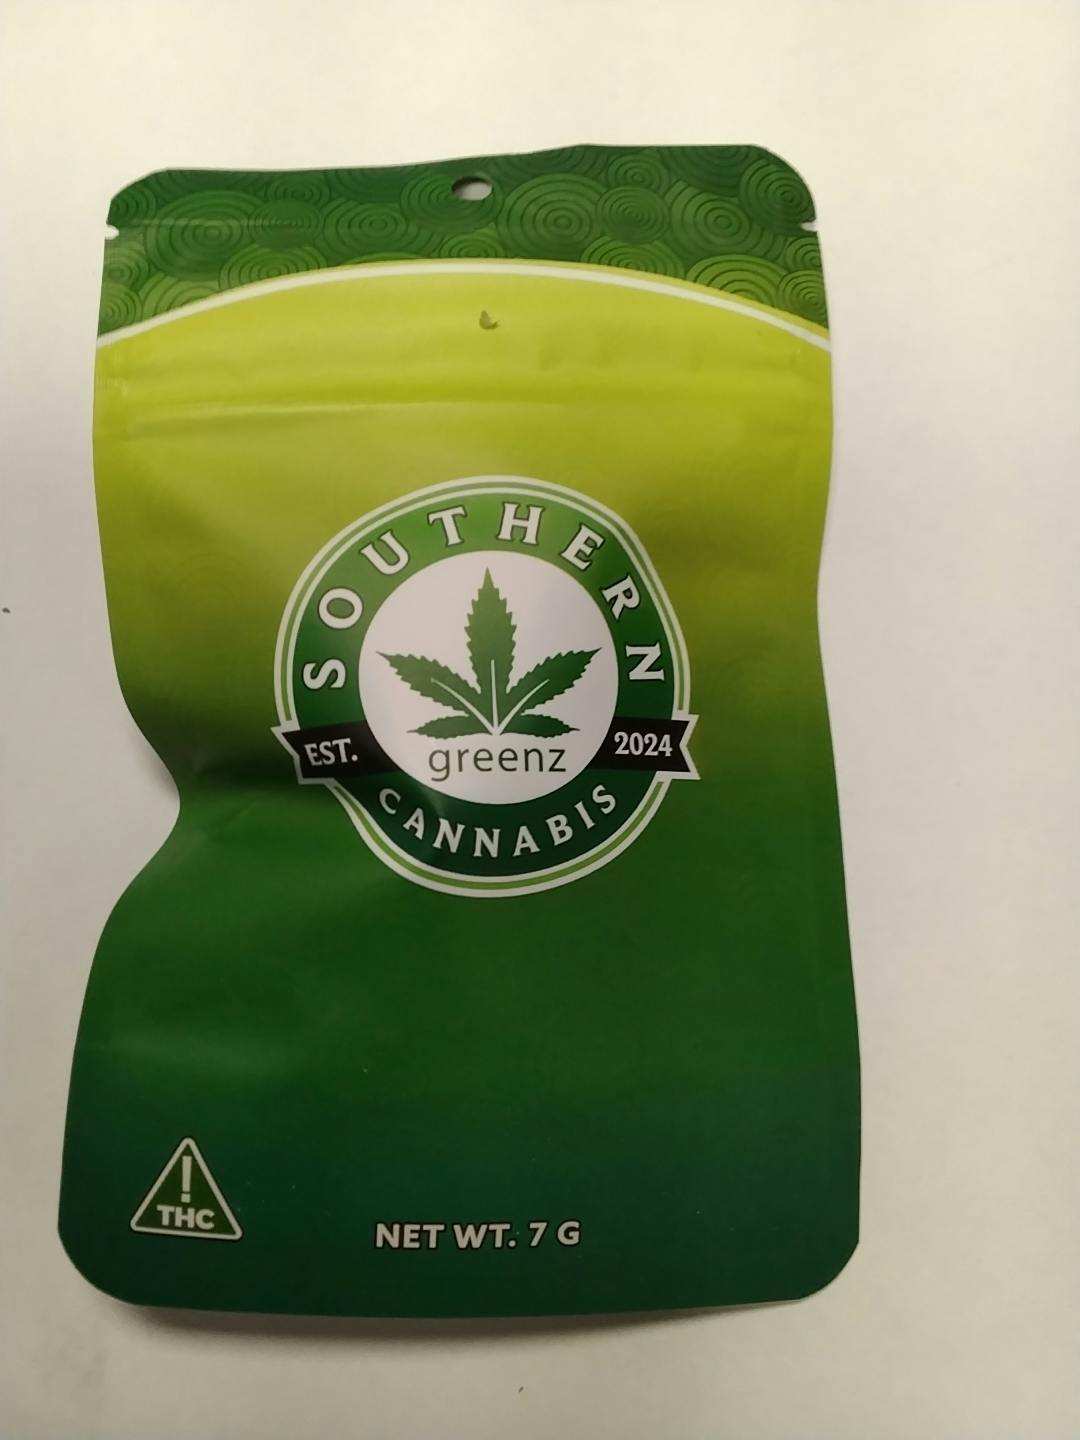 SOUTHERN
greenz
EST.
2024
CANNABIS
!
THC
NET WT. 7 G